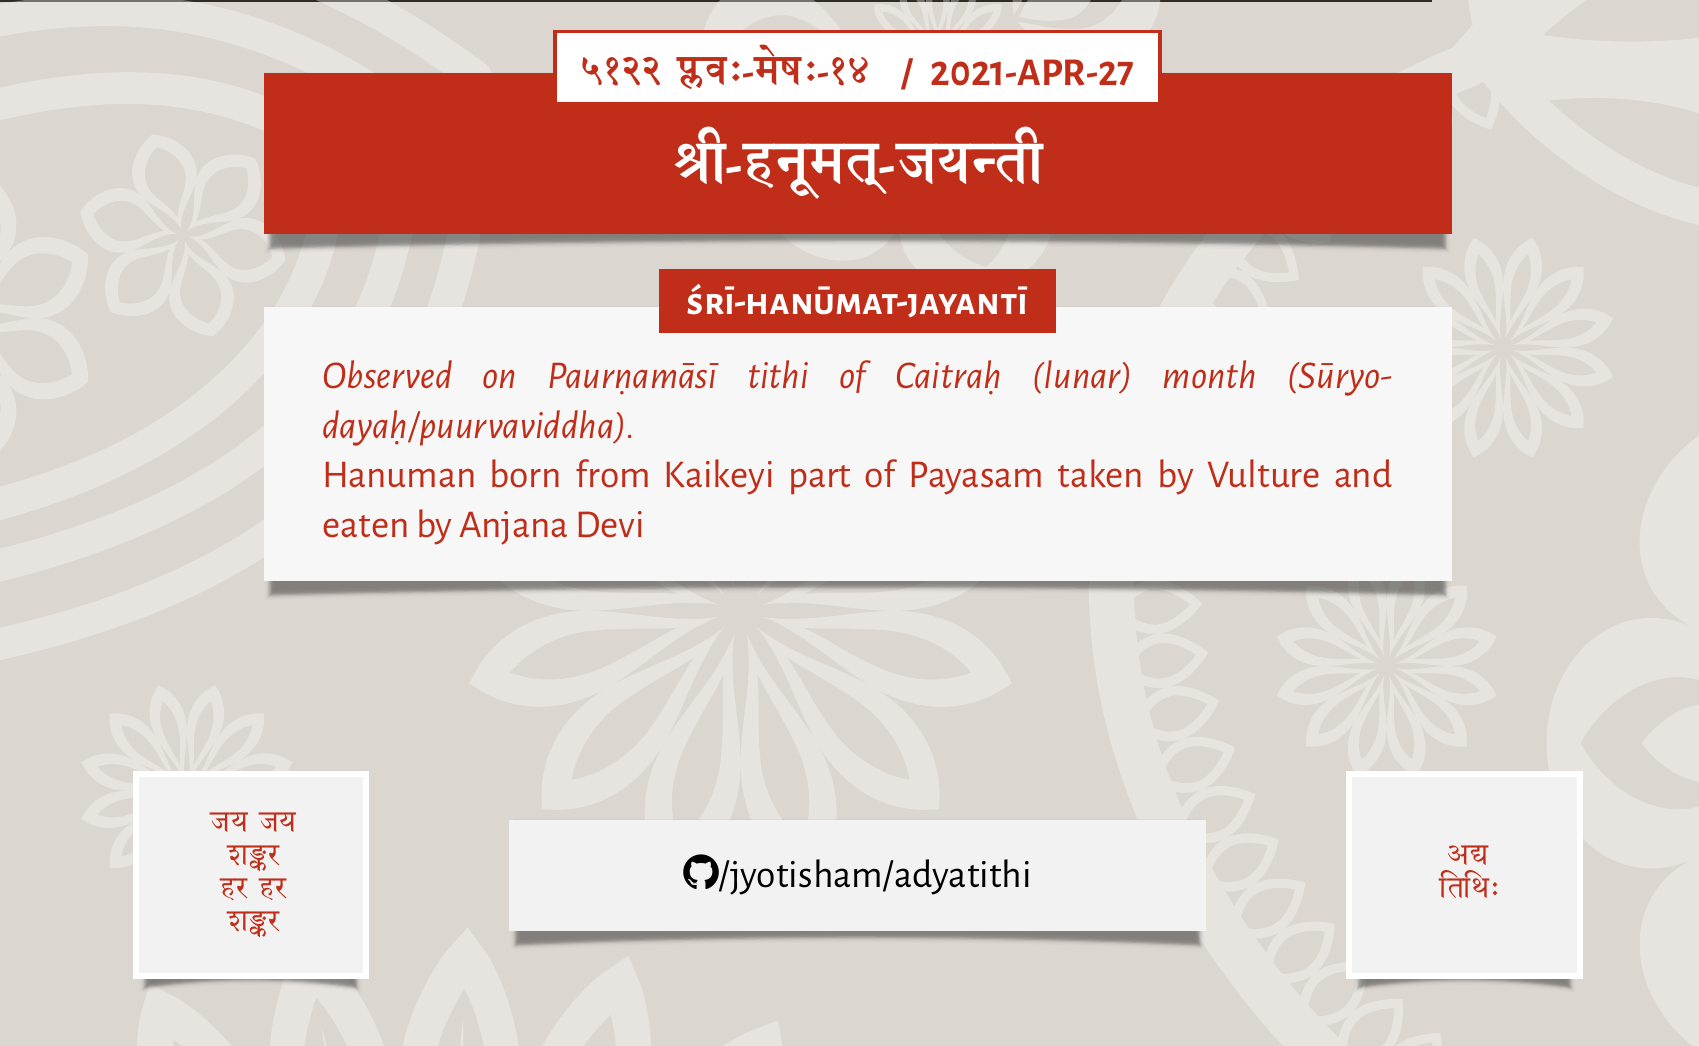 ५१२२ प्लवः-मेषः-१४ / 2021-APR-27
श्री-हनूमत्-जयन्ती
ŚRĪ-HANŪMAT-JAYANTĪ
Observed on Paurṇamāsī tithi of Caitraḥ (lunar) month (Sūryo-
dayaḥ/puurvaviddha).
Hanuman born from Kaikeyi part of Payasam taken by Vulture and
eaten by Anjana Devi
जय जय
शङ्कर
हर हर
शङ्कर
/jyotisham/adyatithi
अद्य
तिथिः